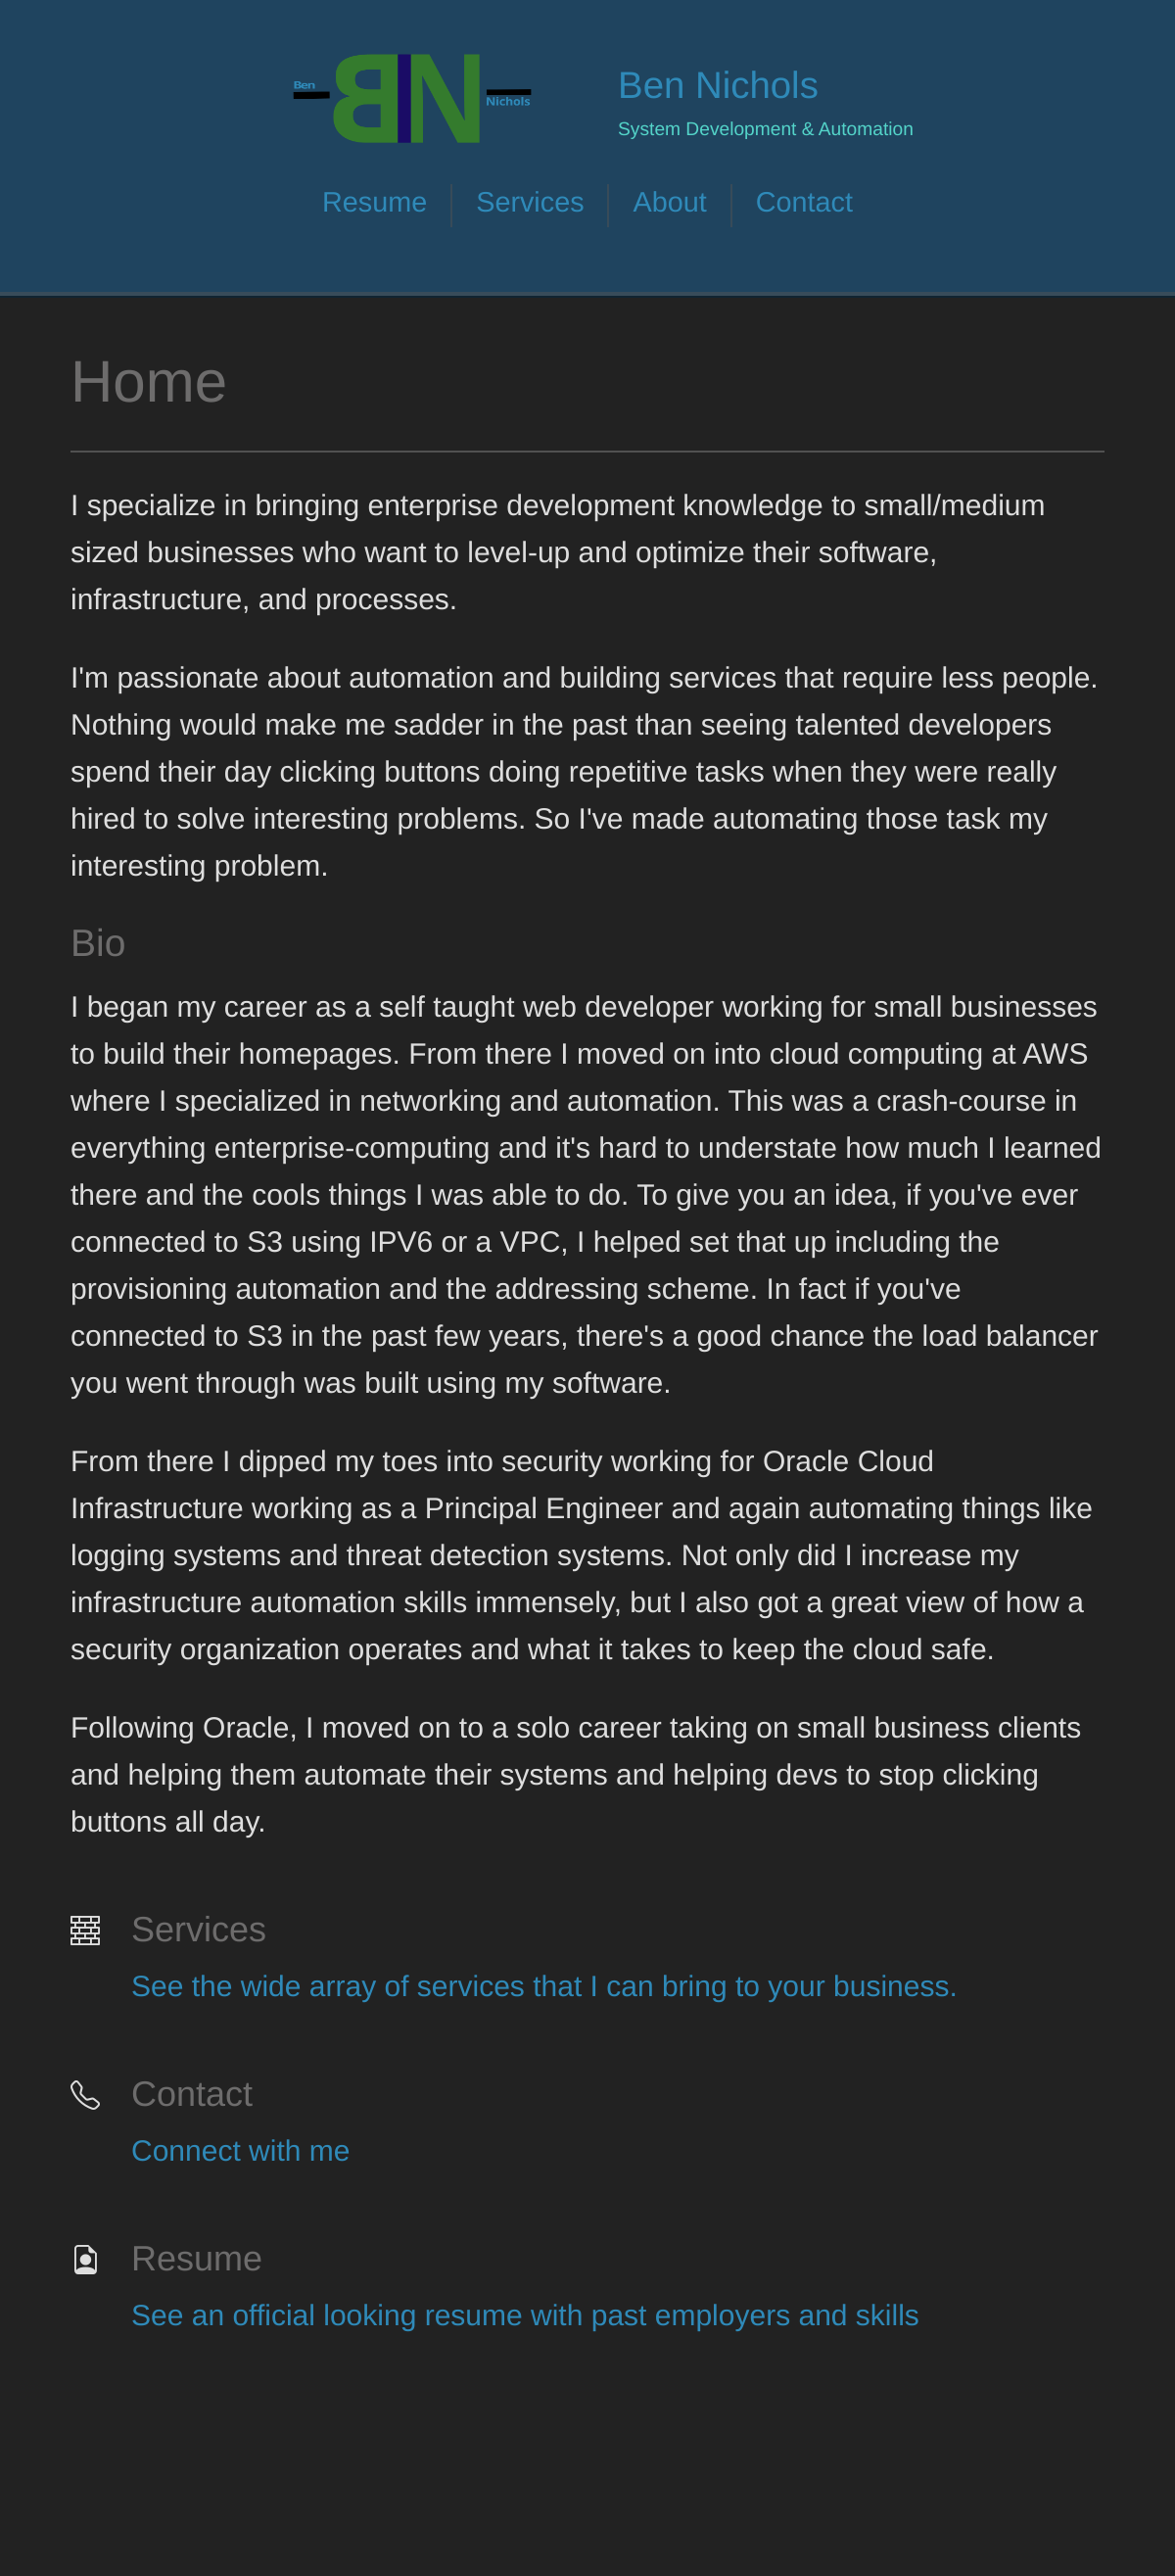 Ben
BN
Nichols
Ben Nichols
System Development & Automation
Resume
Services
About
Contact
Home
I specialize in bringing enterprise development knowledge to small/medium
sized businesses who want to level-up and optimize their software,
infrastructure, and processes.
I'm passionate about automation and building services that require less people.
Nothing would make me sadder in the past than seeing talented developers
spend their day clicking buttons doing repetitive tasks when they were really
hired to solve interesting problems. So I've made automating those task my
interesting problem.
Bio
I began my career as a self taught web developer working for small businesses
to build their homepages. From there I moved on into cloud computing at AWS
where I specialized in networking and automation. This was a crash-course in
everything enterprise-computing and it's hard to understate how much I learned
there and the cools things I was able to do. To give you an idea, if you've ever
connected to S3 using IPV6 or a VPC, I helped set that up including the
provisioning automation and the addressing scheme. In fact if you've
connected to S3 in the past few years, there's a good chance the load balancer
you went through was built using my software.
From there I dipped my toes into security working for Oracle Cloud
Infrastructure working as a Principal Engineer and again automating things like
logging systems and threat detection systems. Not only did I increase my
infrastructure automation skills immensely, but I also got a great view of how a
security organization operates and what it takes to keep the cloud safe.
Following Oracle, I moved on to a solo career taking on small business clients
and helping them automate their systems and helping devs to stop clicking
buttons all day.
Services
See the wide array of services that I can bring to your business.
Contact
Connect with me
Resume
See an official looking resume with past employers and skills